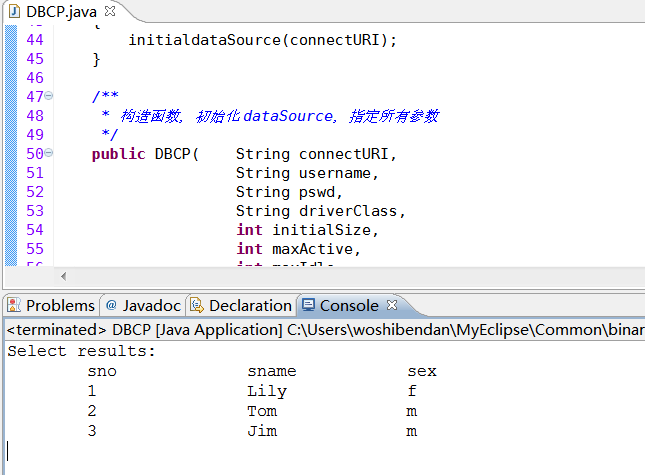 DBCP.java
{
44 initialdataSource(connectURI);
45 }
46
47 /**
48 * 构造函数，初始化dataSource，指定所有参数
49 */
50 public DBCP( String connectURI,
51 String username,
52 String pswd,
53 String driverClass,
54 int initialSize,
55 int maxActive,
56 int maxIdle
Problems @ Javadoc Declaration Console
<terminated> DBCP [Java Application] C:\Users\woshibendan\MyEclipse\Common\binar
Select results:
sno sname sex
1 Lily f
2 Tom m
3 Jim m